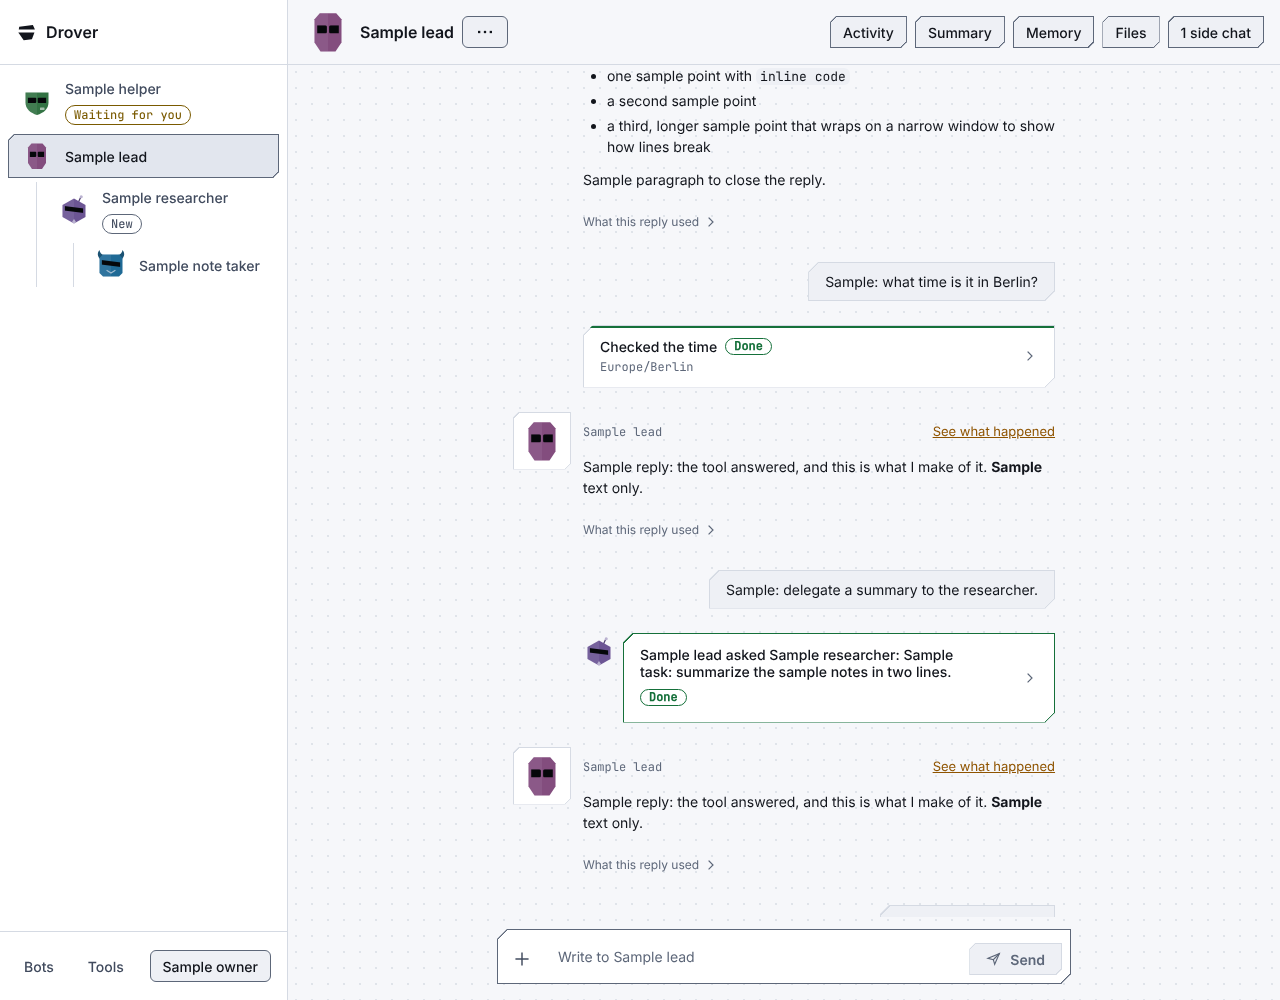 Drover
Sample helper
Waiting for you
Sample lead
Sample researcher
New
Sample note taker
Bots
Tools
Sample owner
Sample lead
...
Activity
Summary
Memory
Files
1 side chat
one sample point with inline code
a second sample point
a third, longer sample point that wraps on a narrow window to show
how lines break
Sample paragraph to close the reply.
What this reply used
Sample: what time is it in Berlin?
Checked the time Done
Europe/Berlin
Sample lead
See what happened
Sample reply: the tool answered, and this is what I make of it. Sample
text only.
What this reply used
Sample: delegate a summary to the researcher.
Sample lead asked Sample researcher: Sample
task: summarize the sample notes in two lines.
Done
Sample lead
See what happened
Sample reply: the tool answered, and this is what I make of it. Sample
text only.
What this reply used
Write to Sample lead
Send